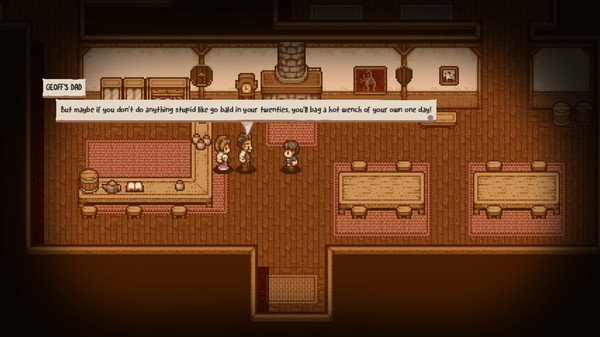 GEOFF'S DAD
But maybe if you don't do anything stupid like go bald in your twenties, you'll bag a hot wench of your own one day!